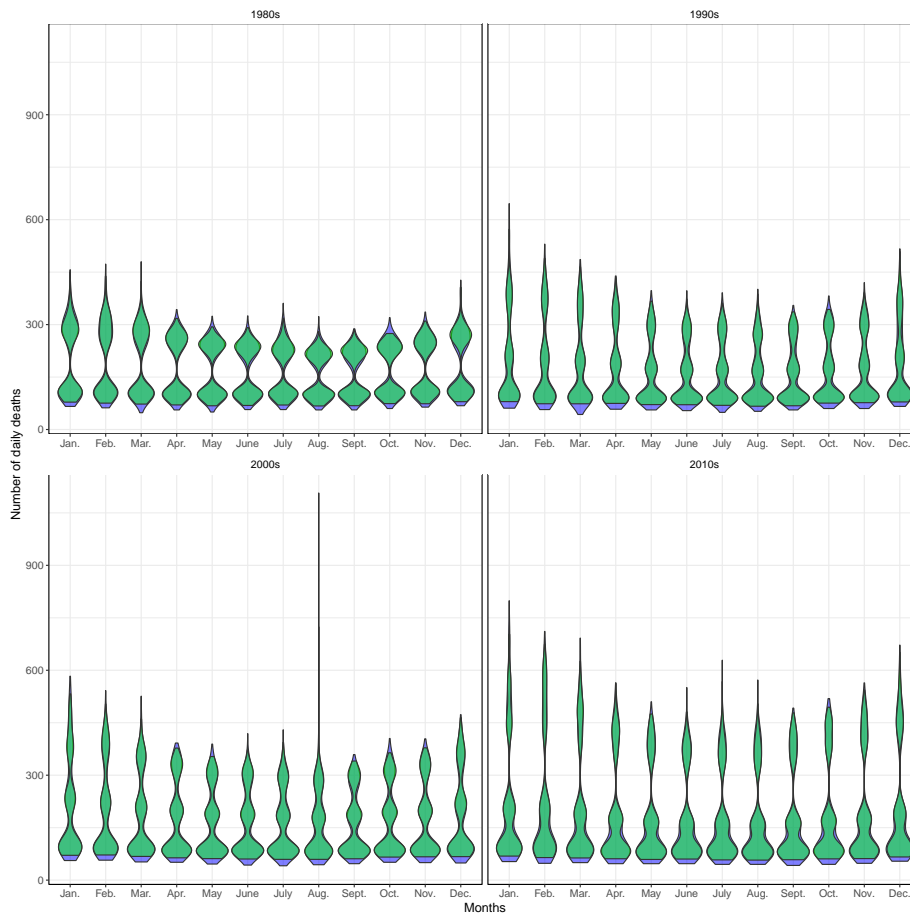 1980s
1990s
900
600
300
0
Jan. Feb. Mar. Apr. May June July Aug. Sept. Oct. Nov. Dec.
Jan. Feb. Mar. Apr. May June July Aug. Sept. Oct. Nov. Dec.
2000s
2010s
900
600
300
0
Jan. Feb. Mar. Apr. May June July Aug. Sept. Oct. Nov. Dec.
Jan. Feb. Mar. Apr. May June July Aug. Sept. Oct. Nov. Dec.
Number of daily deaths
Months